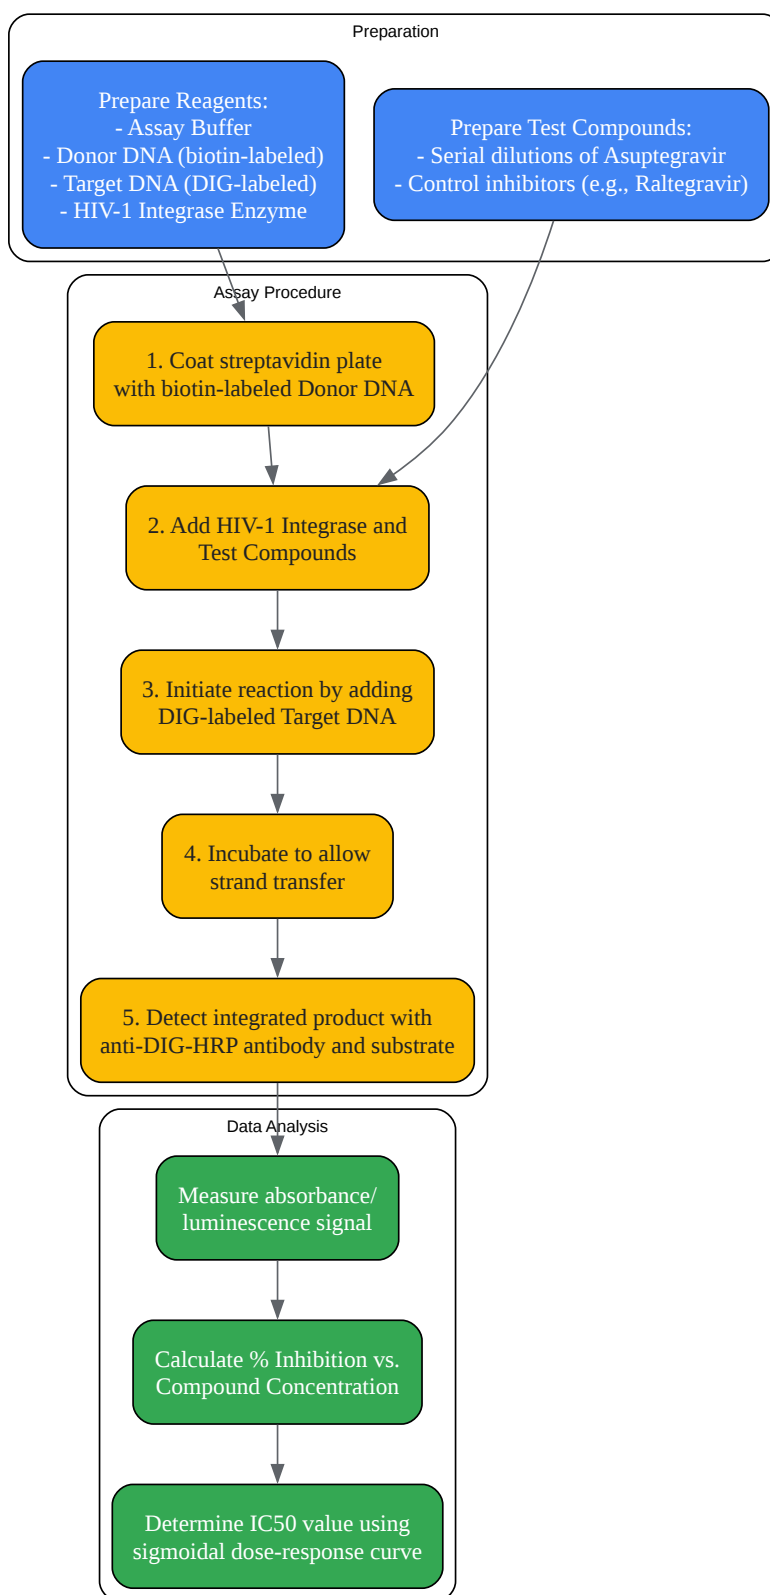 Preparation
Prepare Reagents:
- Assay Buffer
- Donor DNA (biotin-labeled)
- Target DNA (DIG-labeled)
- HIV-1 Integrase Enzyme
Prepare Test Compounds:
- Serial dilutions of Asuptegravir
- Control inhibitors (e.g., Raltegravir)
Assay Procedure
1. Coat streptavidin plate
with biotin-labeled Donor DNA
2. Add HIV-1 Integrase and
Test Compounds
3. Initiate reaction by adding
DIG-labeled Target DNA
4. Incubate to allow
strand transfer
5. Detect integrated product with
anti-DIG-HRP antibody and substrate
Data Analysis
Measure absorbance/
luminescence signal
Calculate % Inhibition vs.
Compound Concentration
Determine IC50 value using
sigmoidal dose-response curve